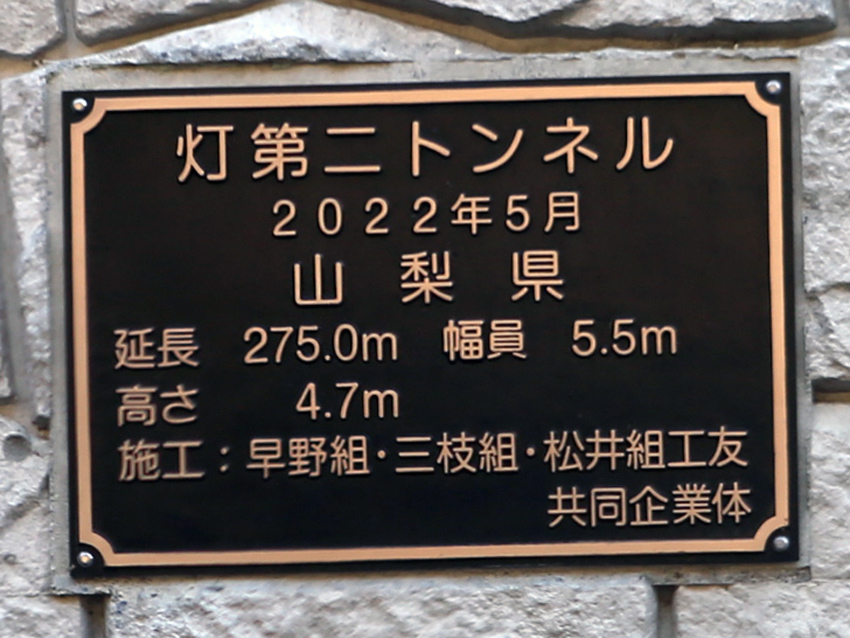 灯第二トンネル
2022年5月
山梨県
延長 275.0m 幅員 5.5m
高さ 4.7m
施工：早野組・三枝組・松井組工友
共同企業体